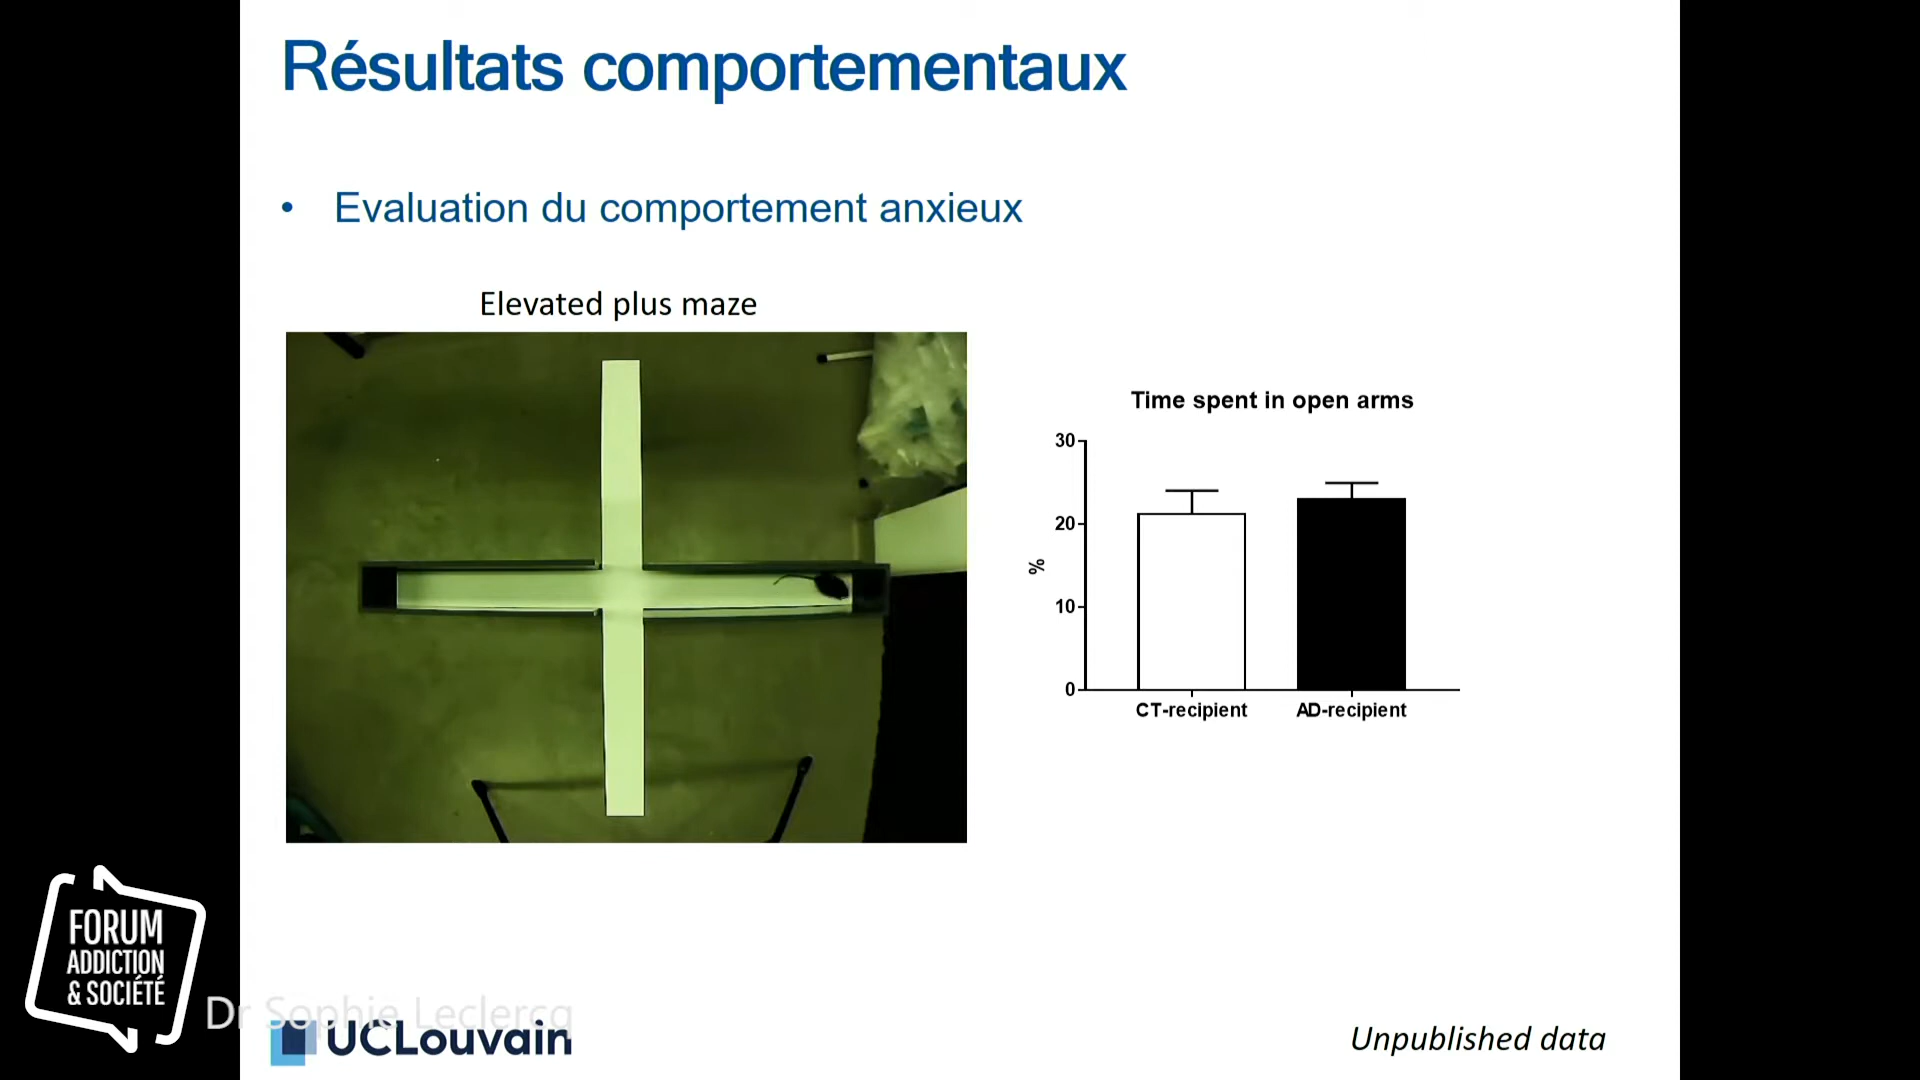 Résultats comportementaux
• Evaluation du comportement anxieux
Elevated plus maze
Time spent in open arms
30
20
10
0
%
CT-recipient
AD-recipient
FORUM
ADDICTION
& SOCIÉTÉ
Dr Sophie Leclercq
UCLouvain
Unpublished data